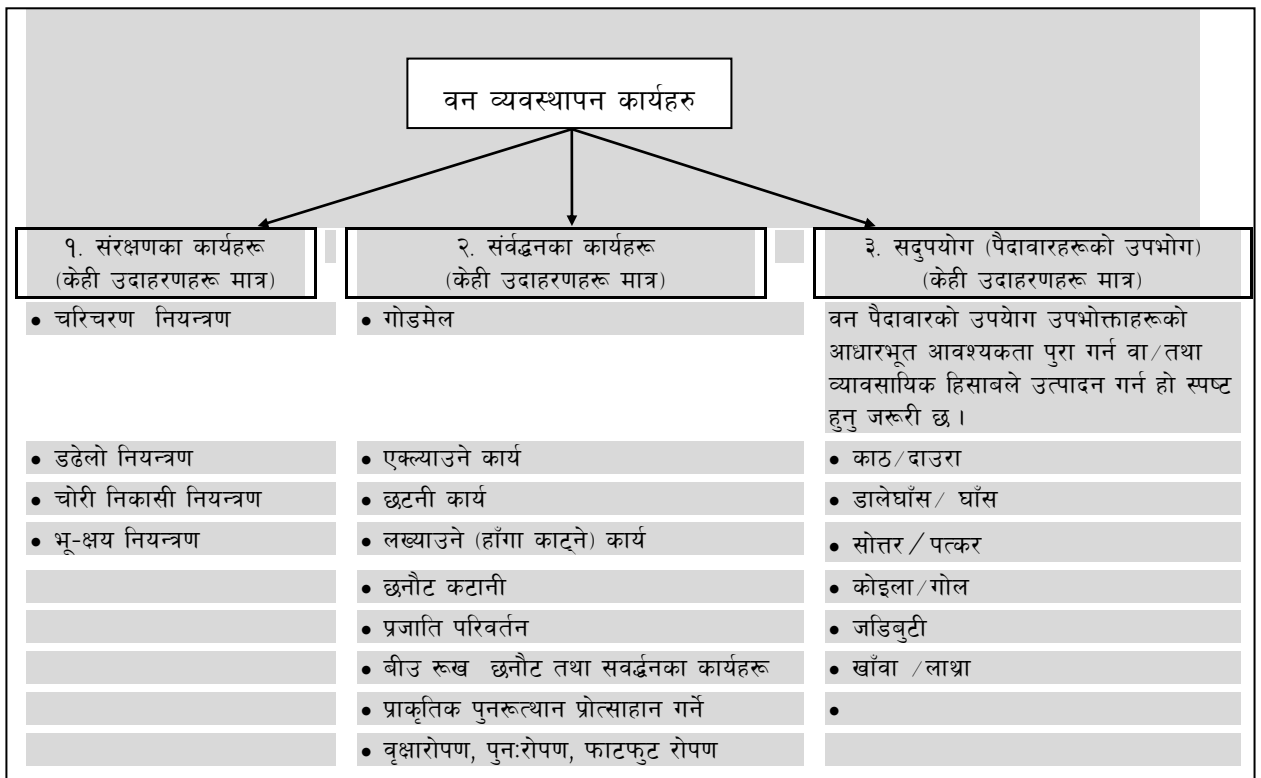 वन व्यवस्थापन कार्यहरु
१. संरक्षणका कार्यहरू
(केही उदाहरणहरू मात्र)
• चरिचरण नियन्त्रण
• डढेलो नियन्त्रण
• चोरी निकासी नियन्त्रण
• भू-क्षय नियन्त्रण
२. संर्वद्धनका कार्यहरू
(केही उदाहरणहरू मात्र)
• गोडमेल
• एक्ल्याउने कार्य
• छटनी कार्य
• लख्याउने (हाँगा काट्ने) कार्य
• छनौट कटानी
• प्रजाति परिवर्तन
• बीउ रूख छनौट तथा सवर्द्धनका कार्यहरू
• प्राकृतिक पुनरूत्थान प्रोत्साहान गर्ने
• वृक्षारोपण, पुन:रोपण, फाटफुट रोपण
३. सदुपयोग (पैदावारहरूको उपभोग)
(केही उदाहरणहरू मात्र)
वन पैदावारको उपयोग उपभोक्ताहरूको
आधारभूत आवश्यकता पुरा गर्न वा/तथा
व्यावसायिक हिसाबले उत्पादन गर्न हो स्पष्ट
हुनु जरूरी छ ।
• काठ/दाउरा
• डालेघाँस/ घाँस
• सोत्तर / पत्कर
• कोइला/गोल
• जडिबुटी
• खाँवा /लाथ्रा
•